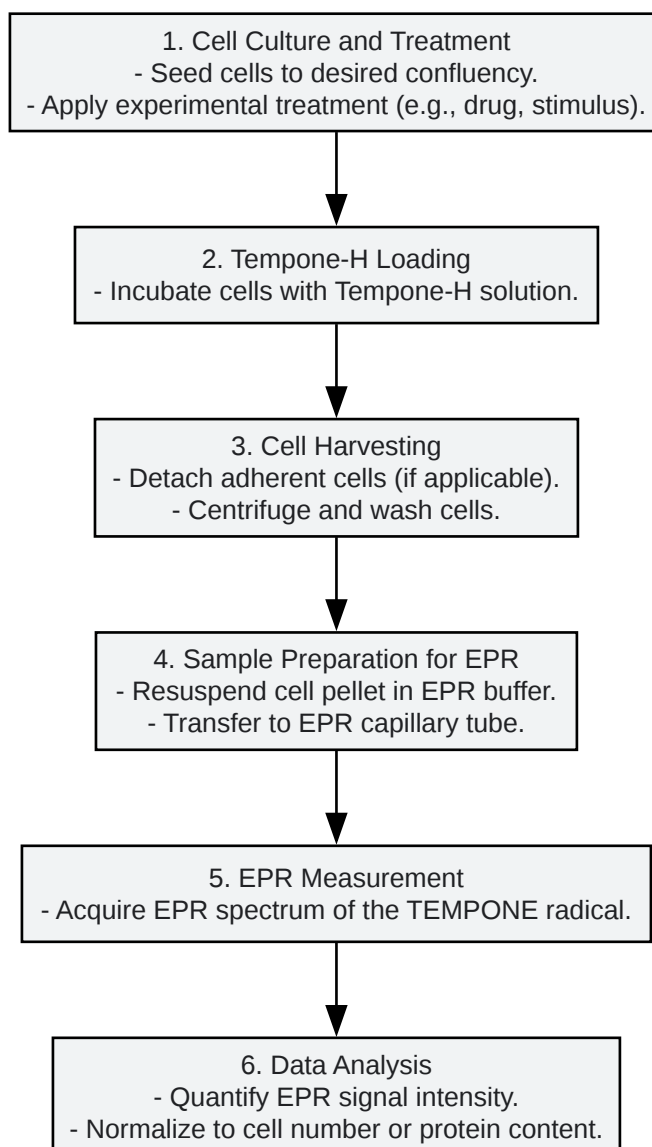 1. Cell Culture and Treatment
- Seed cells to desired confluency.
- Apply experimental treatment (e.g., drug, stimulus).
2. Tempone-H Loading
- Incubate cells with Tempone-H solution.
3. Cell Harvesting
- Detach adherent cells (if applicable).
- Centrifuge and wash cells.
4. Sample Preparation for EPR
- Resuspend cell pellet in EPR buffer.
- Transfer to EPR capillary tube.
5. EPR Measurement
- Acquire EPR spectrum of the TEMPONE radical.
6. Data Analysis
- Quantify EPR signal intensity.
- Normalize to cell number or protein content.